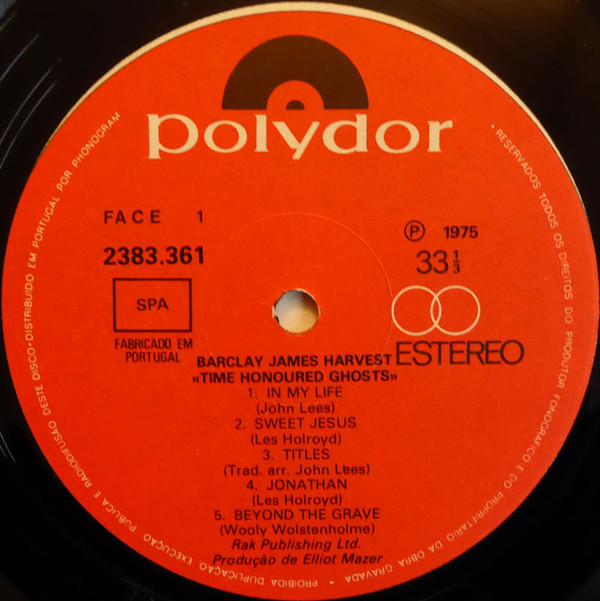 polydor
FACE 1
2383.361
SPA
FABRICADO EM
PORTUGAL
Ⓟ 1975
33⅓
ESTEREO
BARCLAY JAMES HARVEST
«TIME HONOURED GHOSTS»
1. IN MY LIFE
(John Lees)
2. SWEET JESUS
(Les Holroyd)
3. TITLES
(Trad. arr. John Lees)
4. JONATHAN
(Les Holroyd)
5. BEYOND THE GRAVE
(Wooly Wolstenholme)
Rak Publishing Ltd.
Produção de Elliot Mazer
• RESERVADOS TODOS OS DIREITOS DO PRODUTOR FONOGRÁFICO E DO PROPRIETÁRIO DA OBRA GRAVADA • PROIBIDA DUPLICAÇÃO, EXECUÇÃO PÚBLICA E RADIODIFUSÃO DESTE DISCO • DISTRIBUIDO EM PORTUGAL POR PHONOGRAM